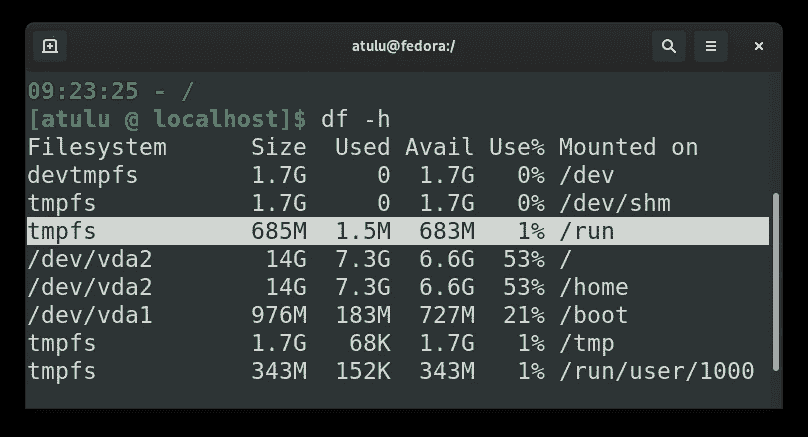 atulu@fedora:/
09:23:25 - /
[atulu @ localhost]$ df -h
Filesystem      Size  Used Avail Use% Mounted on
devtmpfs        1.7G     0  1.7G   0% /dev
tmpfs           1.7G     0  1.7G   0% /dev/shm
tmpfs           685M  1.5M  683M   1% /run
/dev/vda2        14G  7.3G  6.6G  53% /
/dev/vda2        14G  7.3G  6.6G  53% /home
/dev/vda1       976M  183M  727M  21% /boot
tmpfs           1.7G   68K  1.7G   1% /tmp
tmpfs           343M  152K  343M   1% /run/user/1000